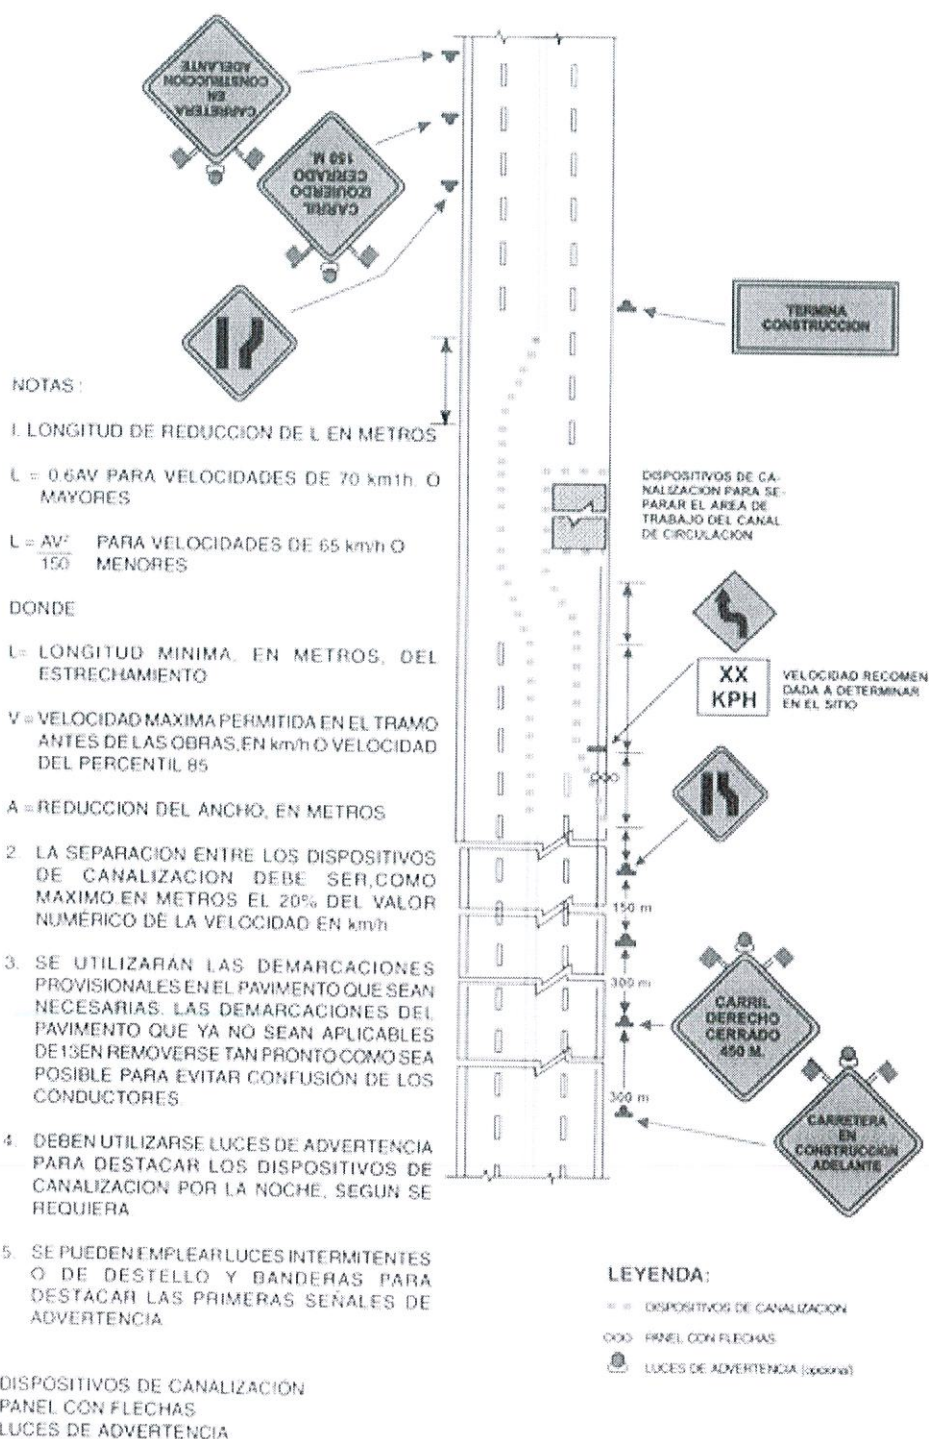 CARRETERA
EN
CONSTRUCCION
ADELANTE
CARRIL
IZQUIERDO
CERRADO
150 M.
TERMINA
CONSTRUCCION
NOTAS:
I. LONGITUD DE REDUCCION DE L EN METROS
L = 0.6AV PARA VELOCIDADES DE 70 km1h. O
MAYORES
L = AV² PARA VELOCIDADES DE 65 km/h O
150 MENORES
DONDE
L= LONGITUD MINIMA, EN METROS, DEL
ESTRECHAMIENTO
V = VELOCIDAD MAXIMA PERMITIDA EN EL TRAMO
ANTES DE LAS OBRAS,EN km/h O VELOCIDAD
DEL PERCENTIL 85
A = REDUCCION DEL ANCHO, EN METROS
2. LA SEPARACION ENTRE LOS DISPOSITIVOS
DE CANALIZACION DEBE SER,COMO
MAXIMO,EN METROS EL 20% DEL VALOR
NUMÉRICO DE LA VELOCIDAD EN km/h
3. SE UTILIZARAN LAS DEMARCACIONES
PROVISIONALES EN EL PAVIMENTO QUE SEAN
NECESARIAS. LAS DEMARCACIONES DEL
PAVIMENTO QUE YA NO SEAN APLICABLES
DE13EN REMOVERSE TAN PRONTO COMO SEA
POSIBLE PARA EVITAR CONFUSIÓN DE LOS
CONDUCTORES.
4. DEBEN UTILIZARSE LUCES DE ADVERTENCIA
PARA DESTACAR LOS DISPOSITIVOS DE
CANALIZACION POR LA NOCHE, SEGUN SE
REQUIERA
5. SE PUEDEN EMPLEAR LUCES INTERMITENTES
O DE DESTELLO Y BANDERAS PARA
DESTACAR LAS PRIMERAS SEÑALES DE
ADVERTENCIA
DISPOSITIVOS DE CANALIZACIÓN
PANEL CON FLECHAS
LUCES DE ADVERTENCIA
DISPOSITIVOS DE CA-
NALIZACION PARA SE-
PARAR EL AREA DE
TRABAJO DEL CANAL
DE CIRCULACION
XX
KPH
VELOCIDAD RECOMEN
DADA A DETERMINAR
EN EL SITIO
150 m
300 m
CARRIL
DERECHO
CERRADO
450 M.
300 m
CARRETERA
EN
CONSTRUCCION
ADELANTE
LEYENDA:
DISPOSITIVOS DE CANALIZACION
PANEL CON FLECHAS
LUCES DE ADVERTENCIA (opcional)